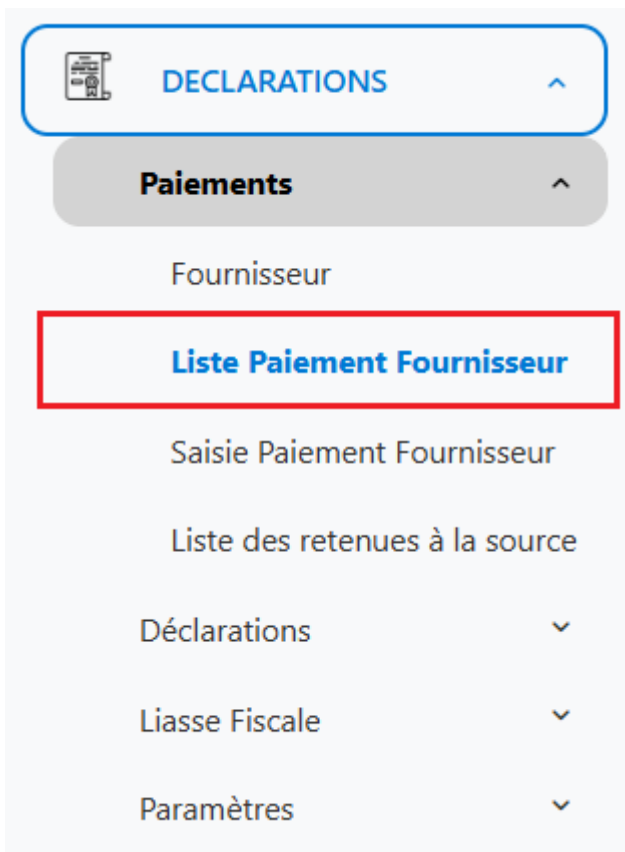 DECLARATIONS
Paiements
Fournisseur
Liste Paiement Fournisseur
Saisie Paiement Fournisseur
Liste des retenues à la source
Déclarations
Liasse Fiscale
Paramètres